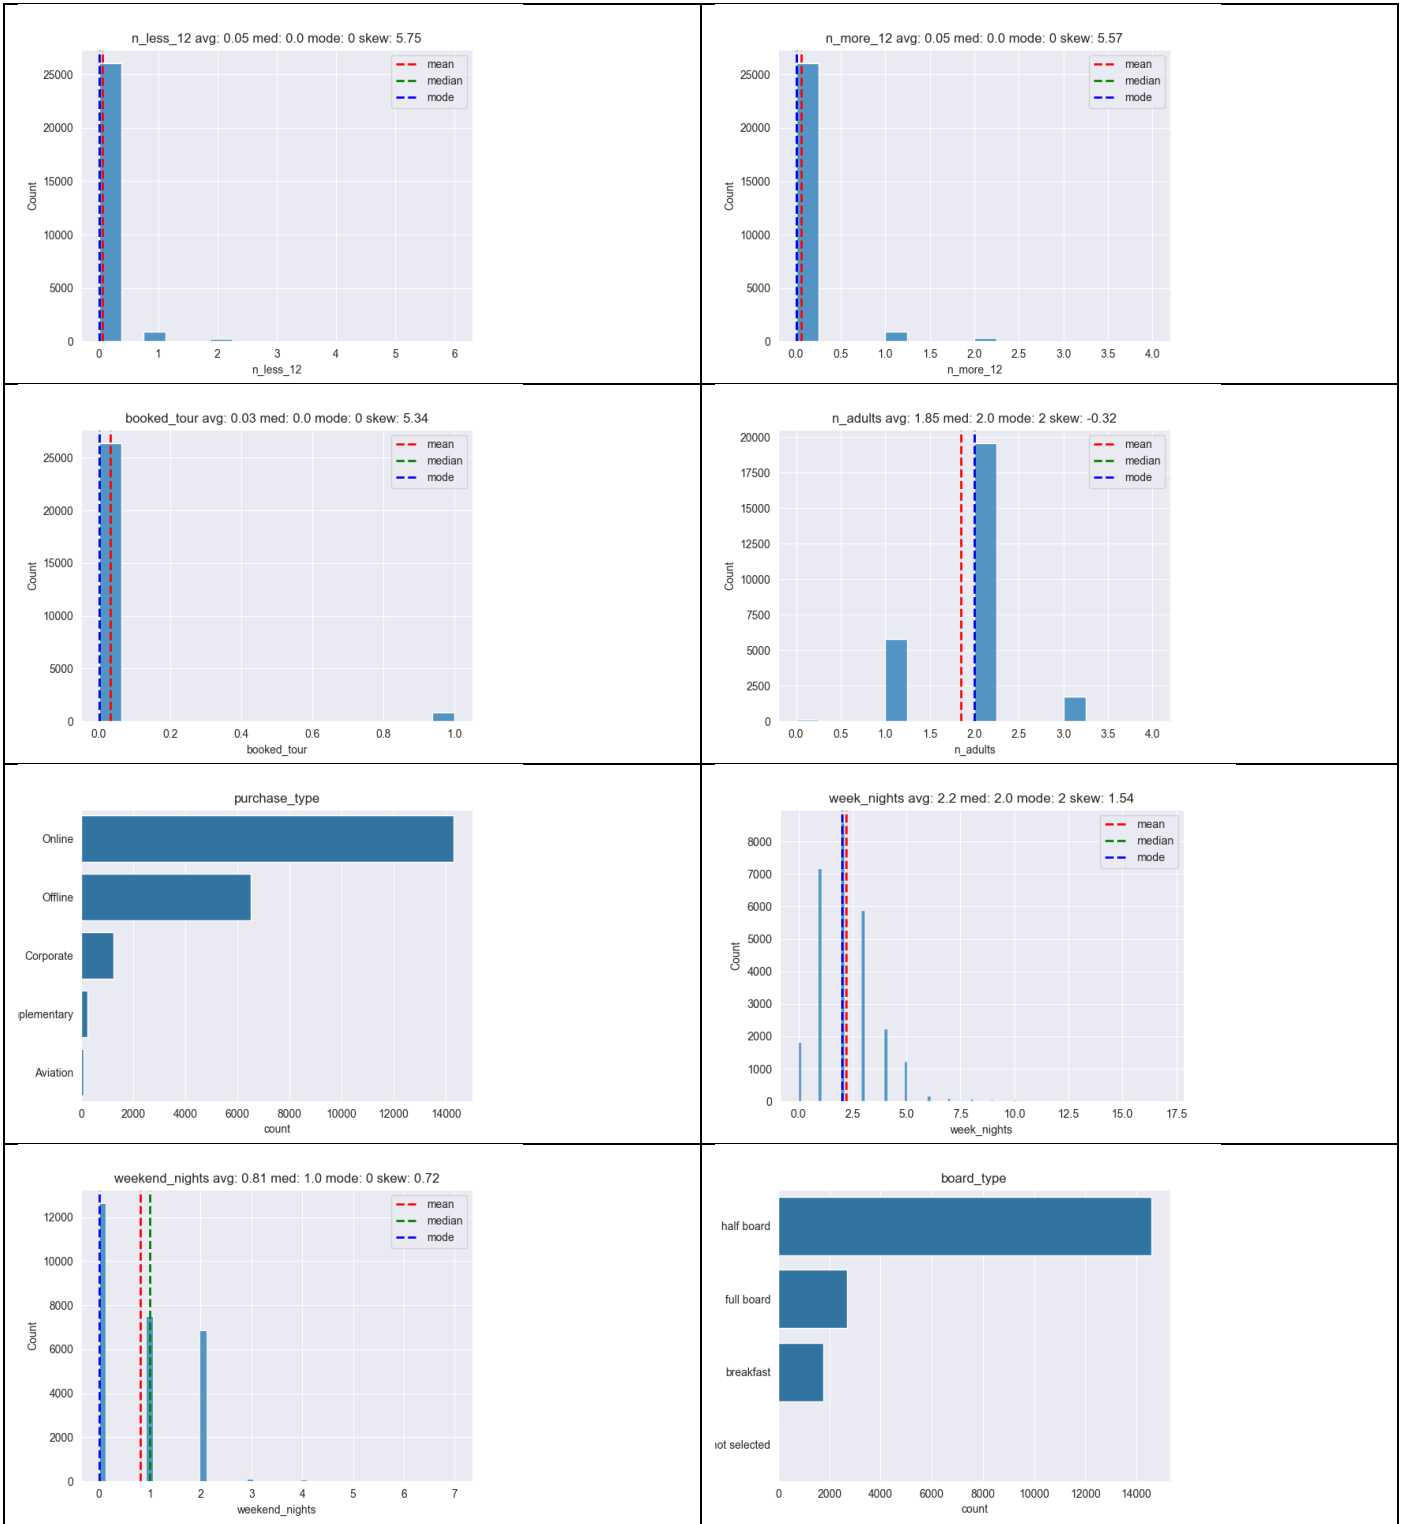 n_less_12 avg: 0.05 med: 0.0 mode: 0 skew: 5.75
mean
median
mode
25000
20000
15000
10000
5000
0
Count
0 1 2 3 4 5 6
n_less_12
n_more_12 avg: 0.05 med: 0.0 mode: 0 skew: 5.57
mean
median
mode
25000
20000
15000
10000
5000
0
Count
0.0 0.5 1.0 1.5 2.0 2.5 3.0 3.5 4.0
n_more_12
booked_tour avg: 0.03 med: 0.0 mode: 0 skew: 5.34
mean
median
mode
25000
20000
15000
10000
5000
0
Count
0.0 0.2 0.4 0.6 0.8 1.0
booked_tour
n_adults avg: 1.85 med: 2.0 mode: 2 skew: -0.32
mean
median
mode
20000
17500
15000
12500
10000
7500
5000
2500
0
Count
0.0 0.5 1.0 1.5 2.0 2.5 3.0 3.5 4.0
n_adults
purchase_type
Online
Offline
Corporate
plementary
Aviation
0 2000 4000 6000 8000 10000 12000 14000
count
week_nights avg: 2.2 med: 2.0 mode: 2 skew: 1.54
mean
median
mode
8000
7000
6000
5000
4000
3000
2000
1000
0
Count
0.0 2.5 5.0 7.5 10.0 12.5 15.0 17.5
week_nights
weekend_nights avg: 0.81 med: 1.0 mode: 0 skew: 0.72
mean
median
mode
12000
10000
8000
6000
4000
2000
0
Count
0 1 2 3 4 5 6 7
weekend_nights
board_type
half board
full board
breakfast
ot selected
0 2000 4000 6000 8000 10000 12000 14000
count